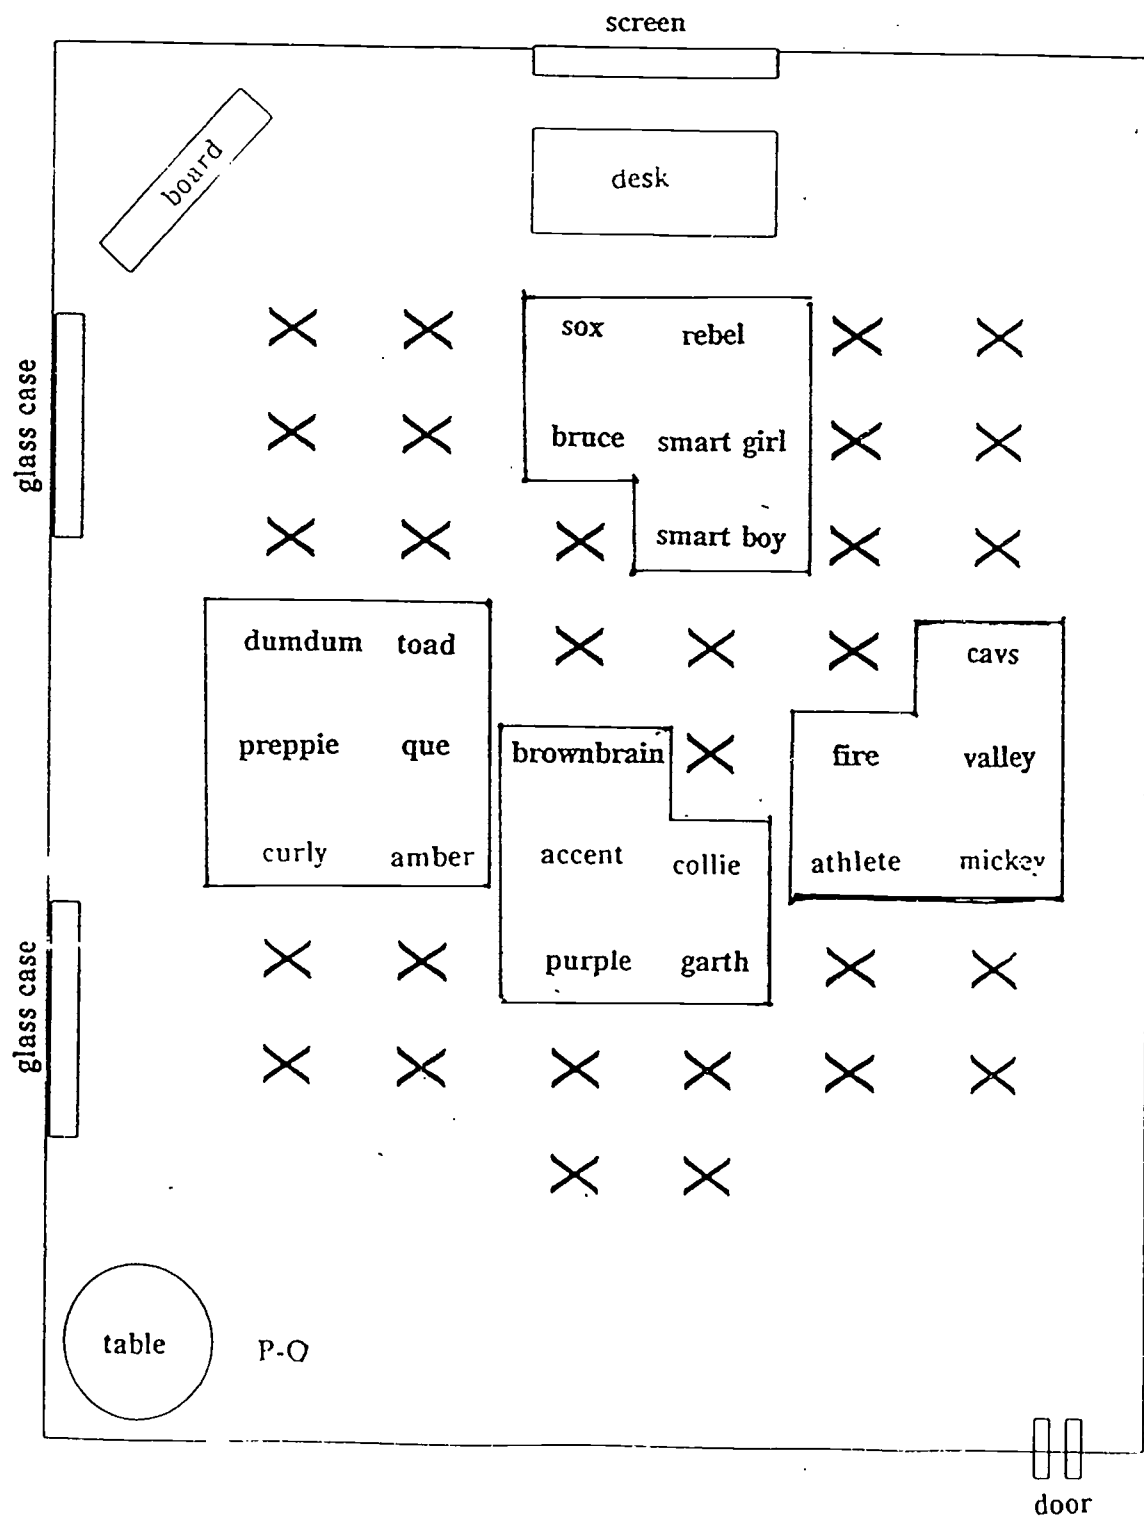 screen
board
desk
glass case
sox rebel
bruce smart girl
smart boy
dumdum toad
cavs
preppie que
brownbrain
fire valley
curly amber
accent collie
athlete mickey
purple garth
glass case
table
P-O
door